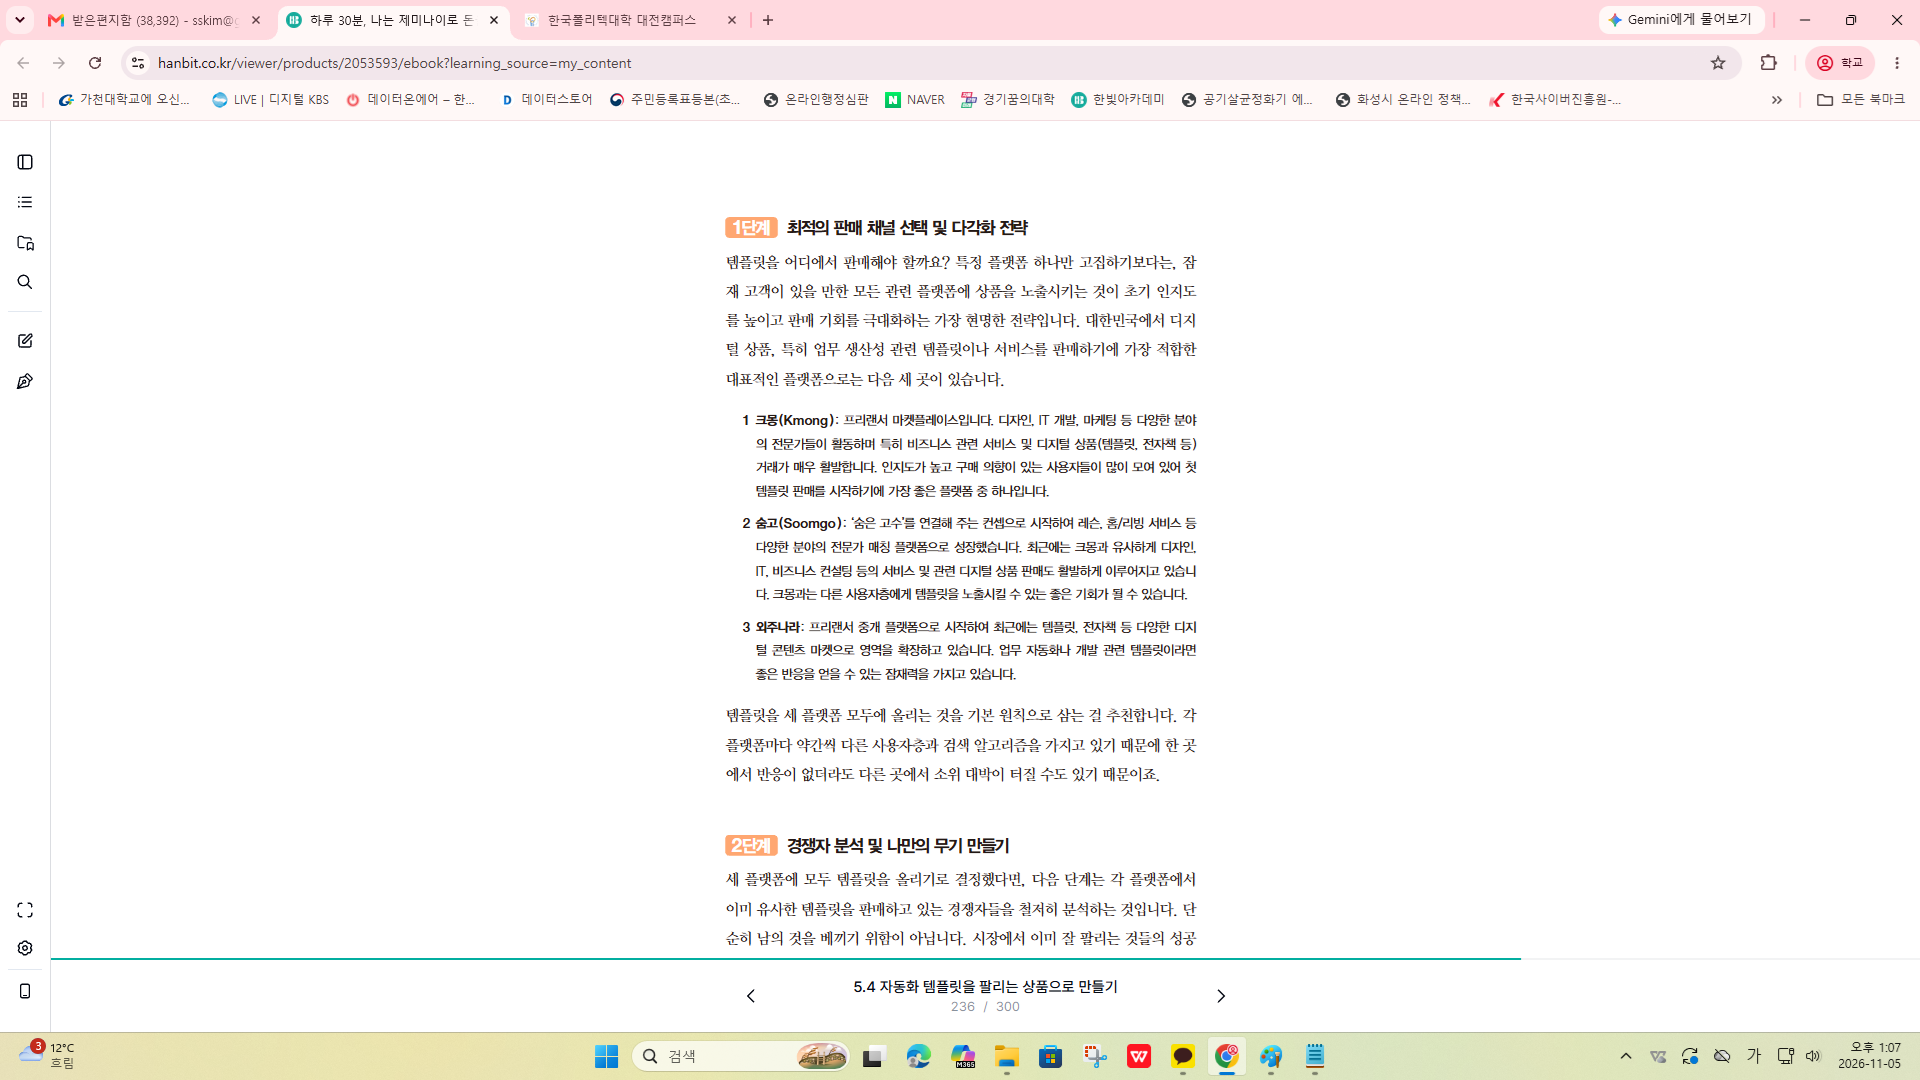 받은편지함 (38,392) - sskim@g
하루 30분, 나는 제미나이로 돈
한국폴리텍대학 대전캠퍼스
Gemini에게 물어보기
hanbit.co.kr/viewer/products/2053593/ebook?learning_source=my_content
학교
가천대학교에 오신...
LIVE | 디지털 KBS
데이터온에어 – 한...
데이터스토어
주민등록표등본(초...
온라인행정심판
NAVER
경기꿈의대학
한빛아카데미
공기살균정화기 에...
화성시 온라인 정책...
한국사이버진흥원-...
모든 북마크
1단계 최적의 판매 채널 선택 및 다각화 전략
템플릿을 어디에서 판매해야 할까요? 특정 플랫폼 하나만 고집하기보다는, 잠
재 고객이 있을 만한 모든 관련 플랫폼에 상품을 노출시키는 것이 초기 인지도
를 높이고 판매 기회를 극대화하는 가장 현명한 전략입니다. 대한민국에서 디지
털 상품, 특히 업무 생산성 관련 템플릿이나 서비스를 판매하기에 가장 적합한
대표적인 플랫폼으로는 다음 세 곳이 있습니다.
1 크몽(Kmong): 프리랜서 마켓플레이스입니다. 디자인, IT 개발, 마케팅 등 다양한 분야
의 전문가들이 활동하며 특히 비즈니스 관련 서비스 및 디지털 상품(템플릿, 전자책 등)
거래가 매우 활발합니다. 인지도가 높고 구매 의향이 있는 사용자들이 많이 모여 있어 첫
템플릿 판매를 시작하기에 가장 좋은 플랫폼 중 하나입니다.
2 숨고(Soomgo): ‘숨은 고수’를 연결해 주는 컨셉으로 시작하여 레슨, 홈/리빙 서비스 등
다양한 분야의 전문가 매칭 플랫폼으로 성장했습니다. 최근에는 크몽과 유사하게 디자인,
IT, 비즈니스 컨설팅 등의 서비스 및 관련 디지털 상품 판매도 활발하게 이루어지고 있습니
다. 크몽과는 다른 사용자층에게 템플릿을 노출시킬 수 있는 좋은 기회가 될 수 있습니다.
3 외주나라: 프리랜서 중개 플랫폼으로 시작하여 최근에는 템플릿, 전자책 등 다양한 디지
털 콘텐츠 마켓으로 영역을 확장하고 있습니다. 업무 자동화나 개발 관련 템플릿이라면
좋은 반응을 얻을 수 있는 잠재력을 가지고 있습니다.
템플릿을 세 플랫폼 모두에 올리는 것을 기본 원칙으로 삼는 걸 추천합니다. 각
플랫폼마다 약간씩 다른 사용자층과 검색 알고리즘을 가지고 있기 때문에 한 곳
에서 반응이 없더라도 다른 곳에서 소위 대박이 터질 수도 있기 때문이죠.
2단계 경쟁자 분석 및 나만의 무기 만들기
세 플랫폼에 모두 템플릿을 올리기로 결정했다면, 다음 단계는 각 플랫폼에서
이미 유사한 템플릿을 판매하고 있는 경쟁자들을 철저히 분석하는 것입니다. 단
순히 남의 것을 베끼기 위함이 아닙니다. 시장에서 이미 잘 팔리는 것들의 성공
5.4 자동화 템플릿을 팔리는 상품으로 만들기
236 / 300
3
12°C
흐림
검색
M365
가
오후 1:07
2026-11-05